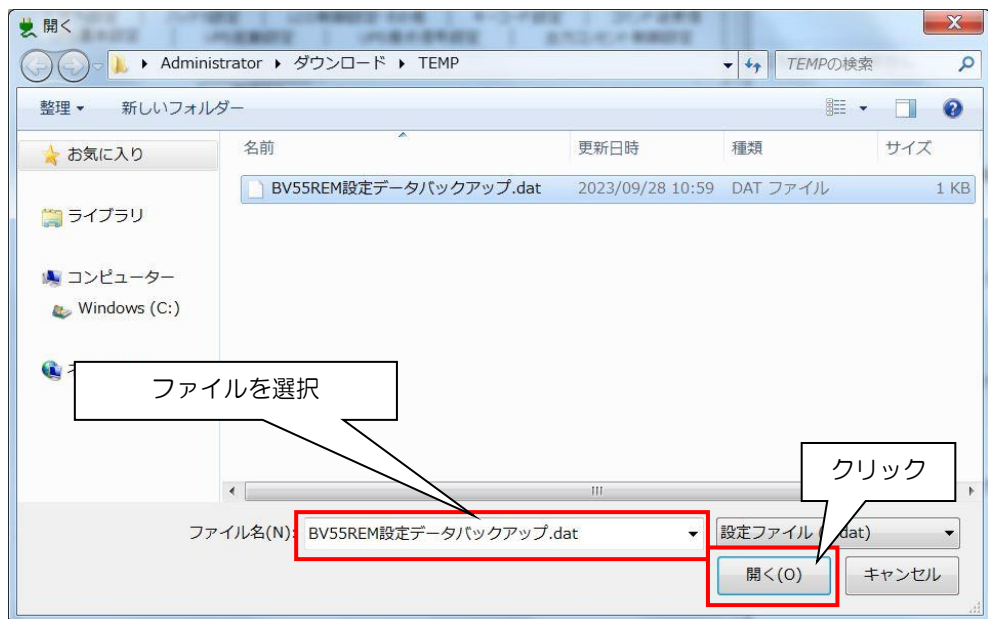 開く
Administrator ▸ ダウンロード ▸ TEMP
TEMPの検索
整理 新しいフォルダー
お気に入り
名前 更新日時 種類 サイズ
BV55REM設定データバックアップ.dat 2023/09/28 10:59 DAT ファイル 1 KB
ライブラリ
コンピューター
Windows (C:)
ファイルを選択
クリック
ファイル名(N): BV55REM設定データバックアップ.dat 設定ファイル dat)
開く(O) キャンセル